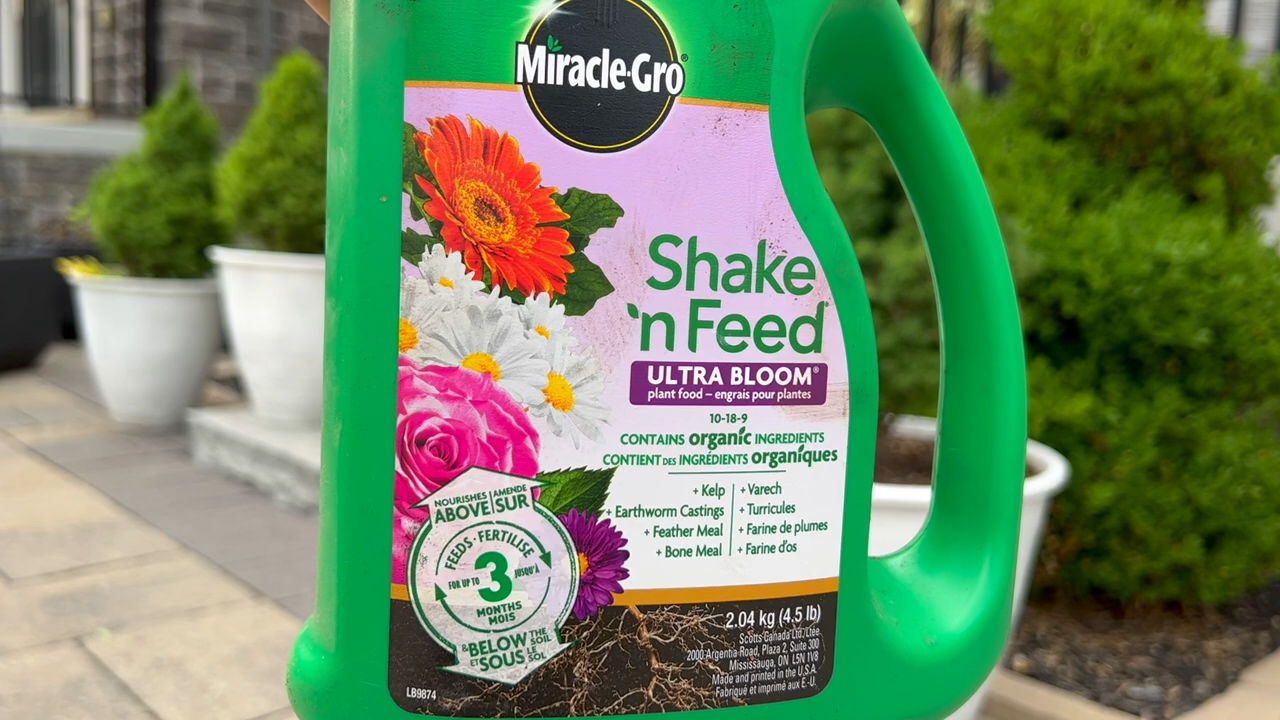 Miracle-Gro®
Shake
'n Feed
ULTRA BLOOM®
plant food – engrais pour plantes
10-18-9
CONTAINS organic INGREDIENTS
CONTIENT DES INGRÉDIENTS organiques
+ Kelp
+ Earthworm Castings
+ Feather Meal
+ Bone Meal
+ Varech
+ Turricules
+ Farine de plumes
+ Farine d'os
NOURISHES
ABOVE
AMENDE
SUR
FEEDS • FERTILISE
FOR UP TO 3 JUSQU'À
MONTHS
MOIS
& BELOW THE SOIL
ET SOUS LE SOL
2.04 kg (4.5 lb)
Scotts Canada Ltd./Ltée
2000 Argentia Road, Plaza 2, Suite 300
Mississauga, ON L5N 1V8
Made and printed in the U.S.A.
Fabriqué et imprimé aux É.-U.
LB9874